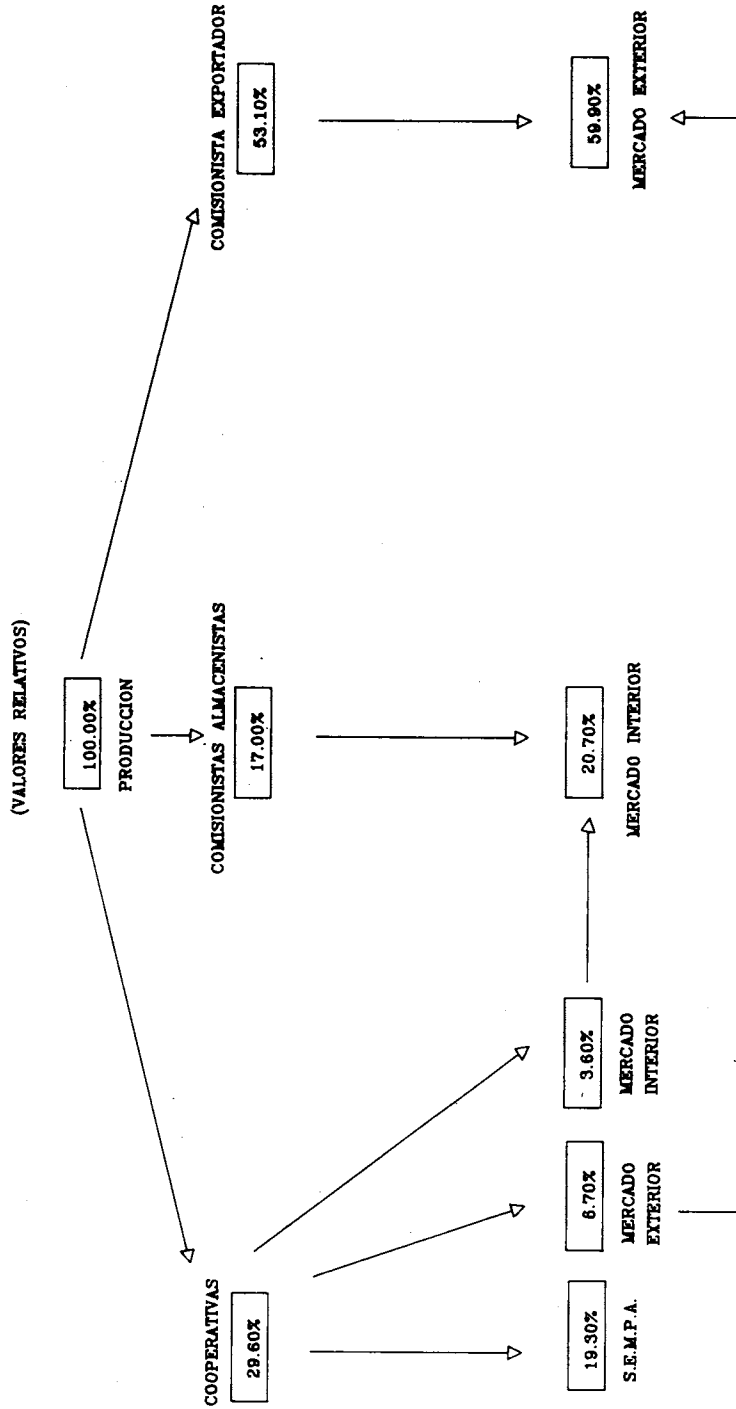 (VALORES RELATIVOS)
100.00%
PRODUCCION
COOPERATIVAS
29.60%
COMISIONISTAS ALMACENISTAS
17.00%
COMISIONISTA EXPORTADOR
53.10%
19.30%
S.E.M.P.A.
6.70%
MERCADO
EXTERIOR
3.60%
MERCADO
INTERIOR
20.70%
MERCADO INTERIOR
59.90%
MERCADO EXTERIOR